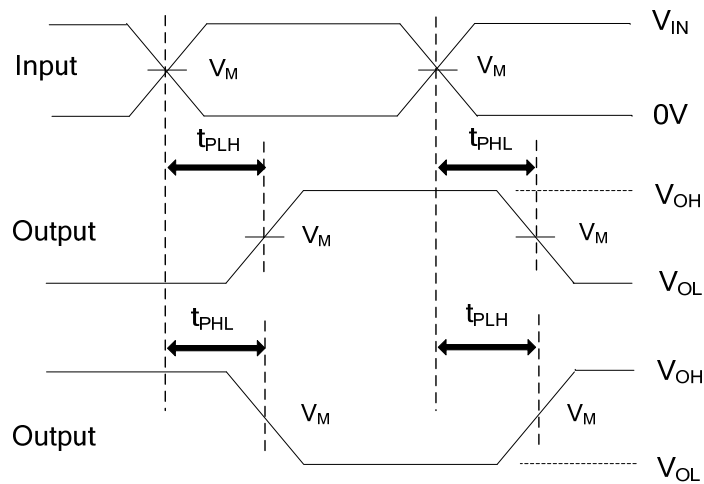 V_IN
Input V_M V_M
0V
t_PLH t_PHL
V_OH
Output V_M V_M
V_OL
t_PHL t_PLH
V_OH
Output V_M V_M
V_OL